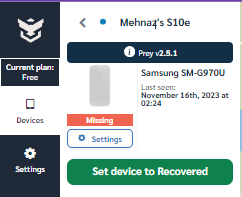 Mehnaz's S10e
Prey v2.5.1
Current plan:
Free
Samsung SM-G970U
Last seen:
November 16th, 2023 at
02:24
Devices
Missing
Settings
Settings
Set device to Recovered